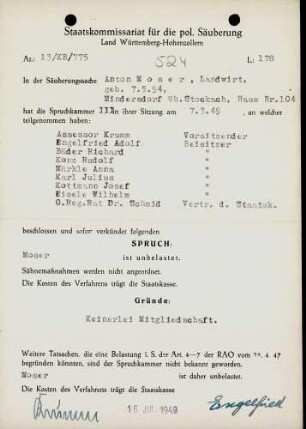 Staatskommissariat für die pol. Säuberung
Land Württemberg-Hohenzollern
Az: 13/KB/775 524 L: 178
In der Säuberungssache Anton M o s e r , Landwirt,
geb. 7.5.94,
Mindersdorf Üb.Stockach, Haus Nr.104
hat die Spruchkammer III in ihrer Sitzung am 7.3.49 , an welcher
teilgenommen haben:
Assessor Krumm Vorsitzender
Engelfried Adolf Beisitzer
Bäder Richard "
Kops Rudolf "
Märkle Anna "
Karl Julius "
Kottmann Josef "
Eisele Wilhelm "
O.Reg.Rat Dr. Schmid Vertr. d. Staatsk.
beschlossen und sofort verkündet folgenden
SPRUCH:
Moser ist unbelastet.
Sühnemaßnahmen werden nicht angeordnet.
Die Kosten des Verfahrens trägt die Staatskasse.
Gründe:
Keinerlei Mitgliedschaft.
Weitere Tatsachen, die eine Belastung i. S. der Art. 4-7 der RAO vom 25. 4. 47
begründen könnten, sind der Spruchkammer nicht bekannt geworden.
Moser ist daher unbelastet.
Die Kosten des Verfahrens trägt die Staatskasse
Krumm 16 JUL 1949 Engelfried